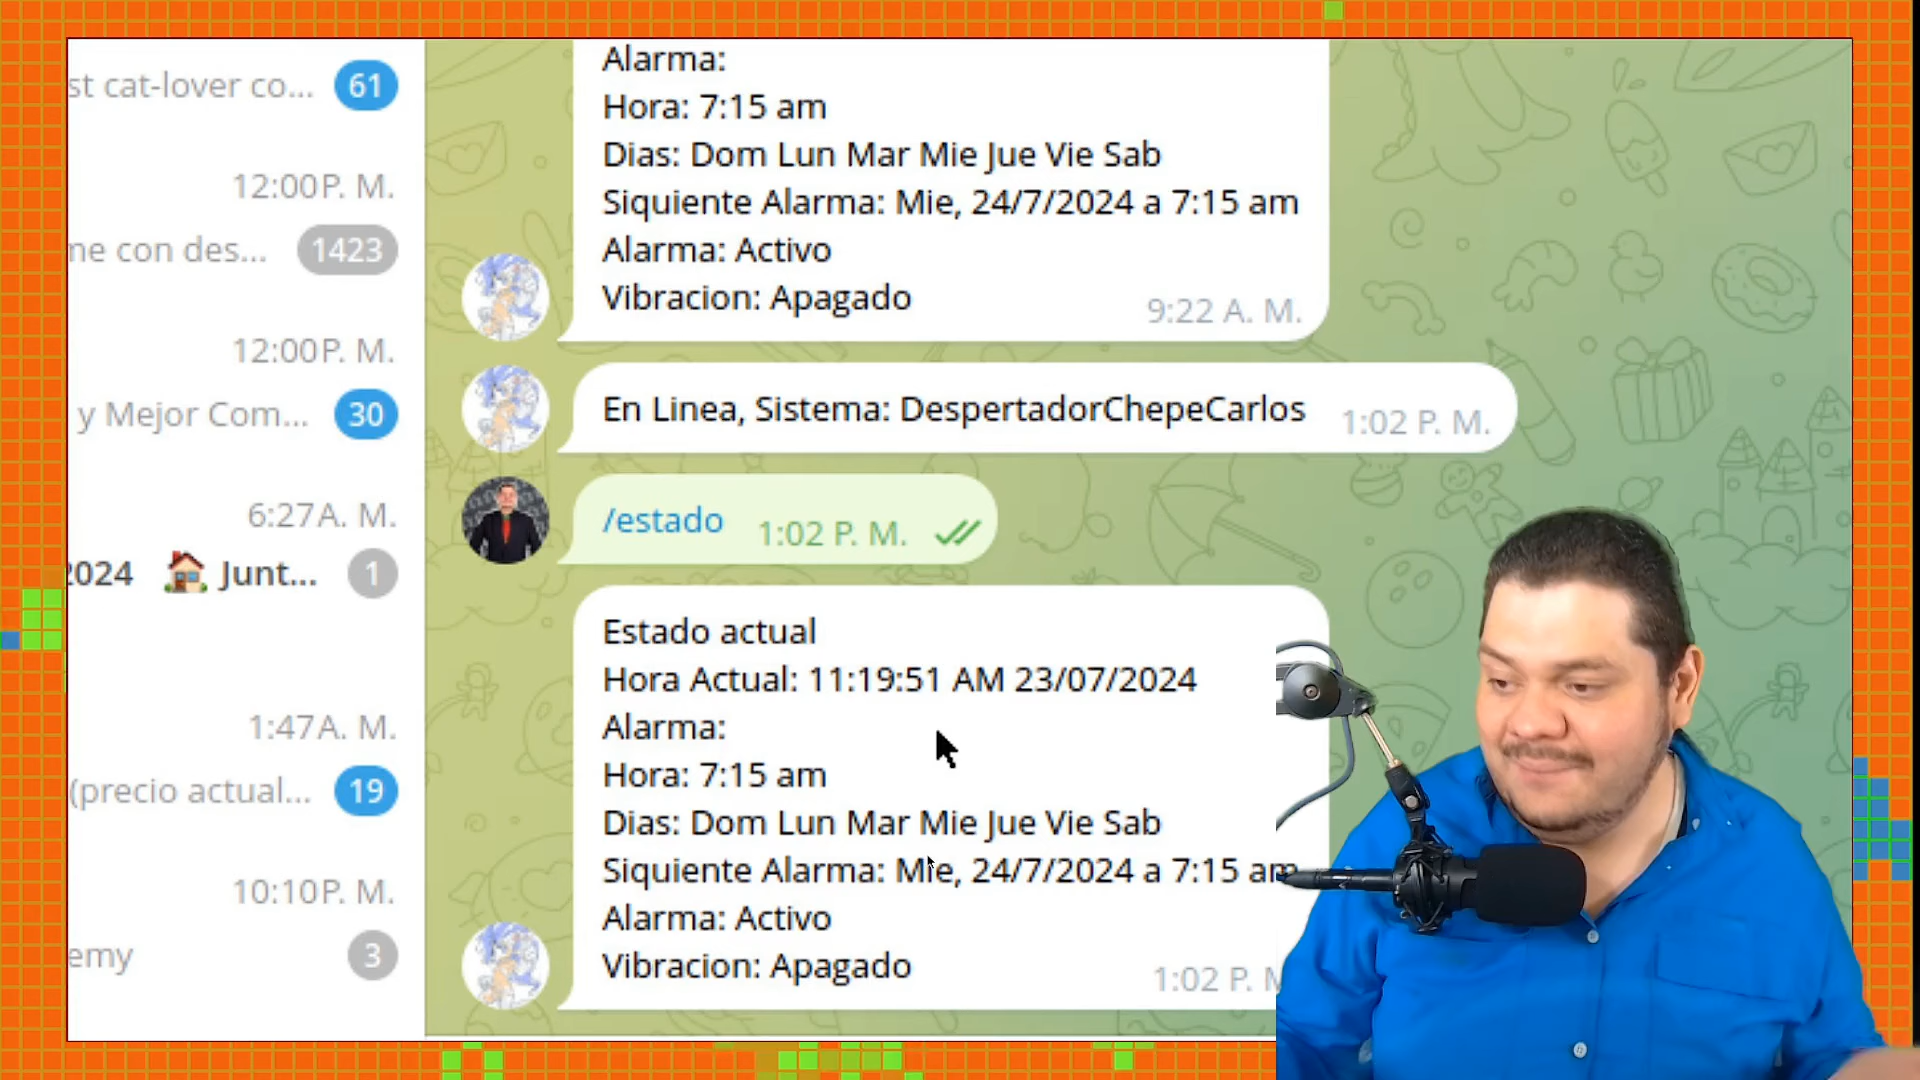 st cat-lover co... 61
12:00P. M.
ne con des... 1423
12:00P. M.
y Mejor Com... 30
6:27A. M.
2024 Junt... 1
1:47A. M.
(precio actual... 19
10:10P. M.
emy 3
Alarma:
Hora: 7:15 am
Dias: Dom Lun Mar Mie Jue Vie Sab
Siquiente Alarma: Mie, 24/7/2024 a 7:15 am
Alarma: Activo
Vibracion: Apagado 9:22 A. M.
En Linea, Sistema: DespertadorChepeCarlos 1:02 P. M.
/estado 1:02 P. M.
Estado actual
Hora Actual: 11:19:51 AM 23/07/2024
Alarma:
Hora: 7:15 am
Dias: Dom Lun Mar Mie Jue Vie Sab
Siquiente Alarma: Mie, 24/7/2024 a 7:15 am
Alarma: Activo
Vibracion: Apagado 1:02 P. M